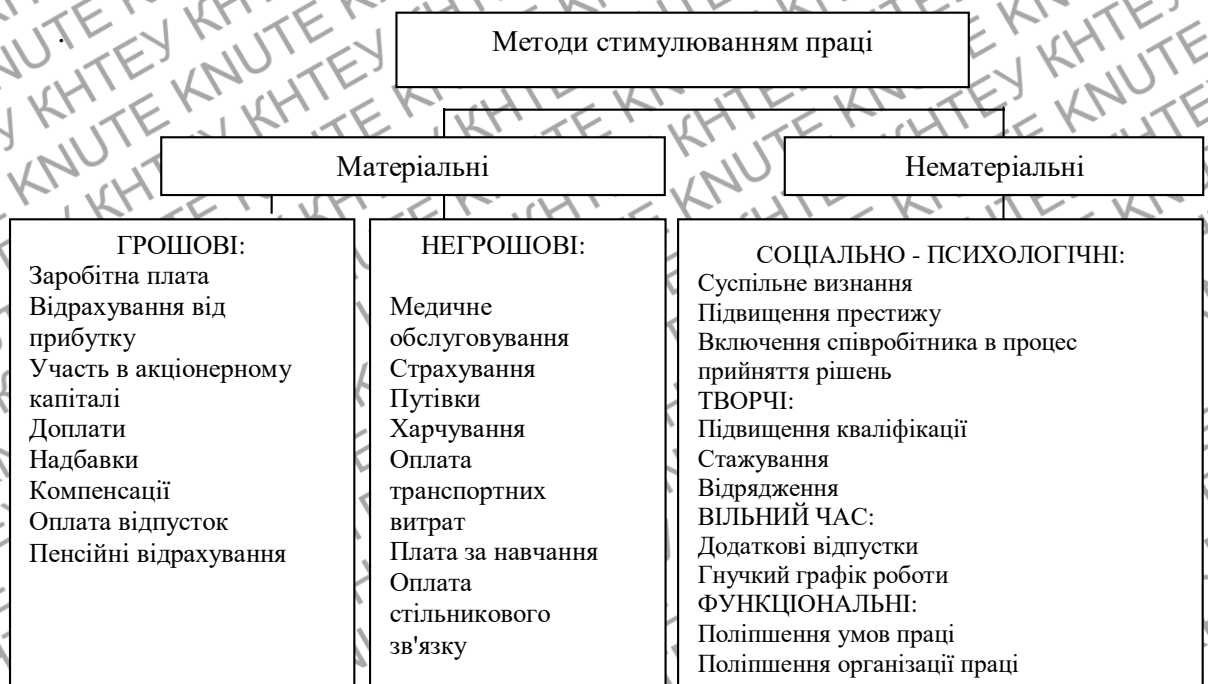 Методи стимулюванням праці
Матеріальні
Нематеріальні
ГРОШОВІ:
Заробітна плата
Відрахування від
прибутку
Участь в акціонерному
капіталі
Доплати
Надбавки
Компенсації
Оплата відпусток
Пенсійні відрахування
НЕГРОШОВІ:
Медичне
обслуговування
Страхування
Путівки
Харчування
Оплата
транспортних
витрат
Плата за навчання
Оплата
стільникового
зв'язку
СОЦІАЛЬНО - ПСИХОЛОГІЧНІ:
Суспільне визнання
Підвищення престижу
Включення співробітника в процес
прийняття рішень
ТВОРЧІ:
Підвищення кваліфікації
Стажування
Відрядження
ВІЛЬНИЙ ЧАС:
Додаткові відпустки
Гнучкий графік роботи
ФУНКЦІОНАЛЬНІ:
Поліпшення умов праці
Поліпшення організації праці